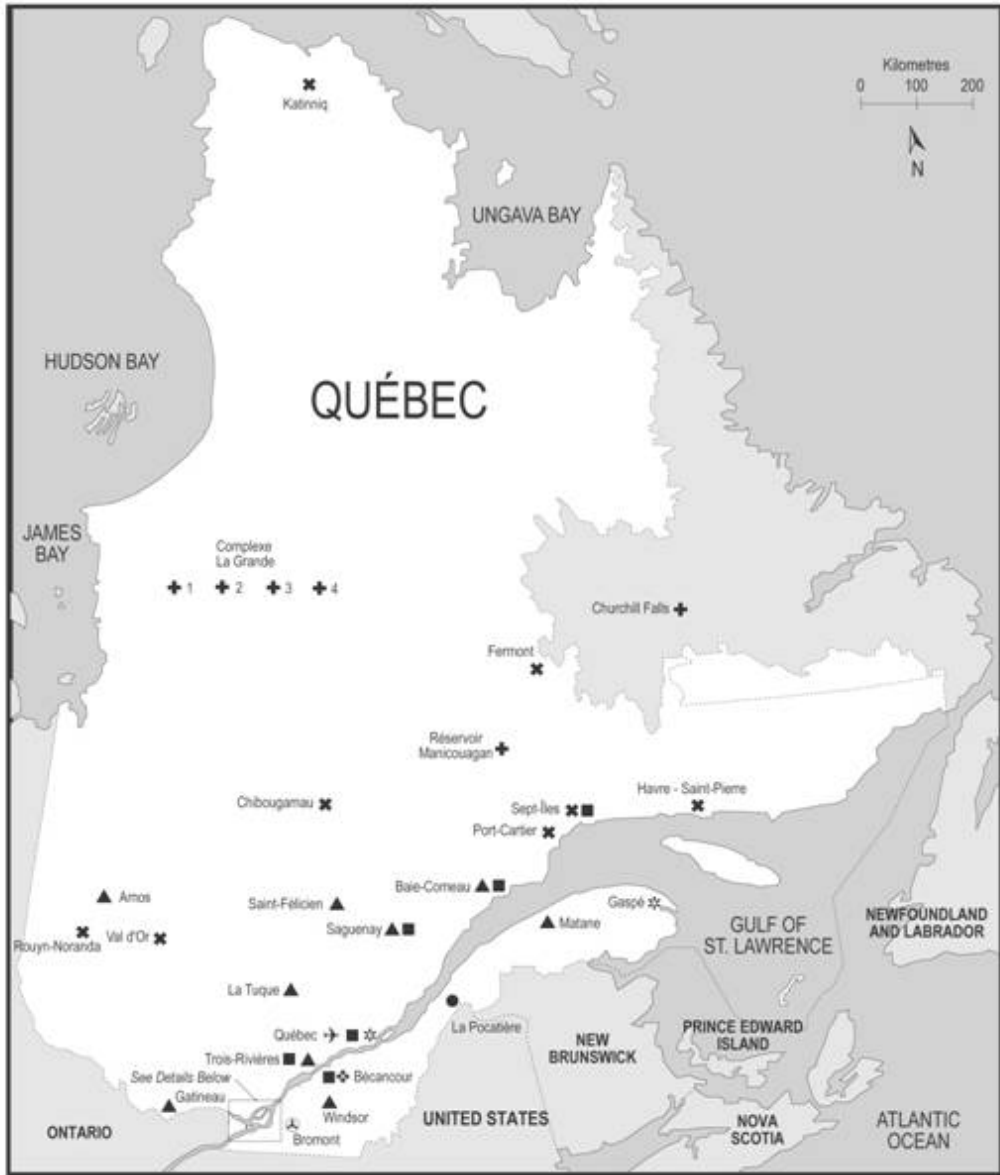 Kilometres
0 100 200
N
Katinniq
UNGAVA BAY
HUDSON BAY
QUÉBEC
JAMES
BAY
Complexe
La Grande
1 2 3 4
Churchill Falls
Fermont
Réservoir
Manicouagan
Chibougamau
Havre - Saint-Pierre
Sept-Îles
Port-Cartier
Baie-Comeau
Amos
Saint-Félicien
Gaspé
Matane
Saguenay
Rouyn-Noranda
Val d'Or
GULF OF
ST. LAWRENCE
NEWFOUNDLAND
AND LABRADOR
La Tuque
La Pocatière
Québec
Trois-Rivières
Bécancour
See Details Below
Gatineau
Windsor
Bromont
NEW
BRUNSWICK
PRINCE EDWARD
ISLAND
ONTARIO
UNITED STATES
NOVA
SCOTIA
ATLANTIC
OCEAN